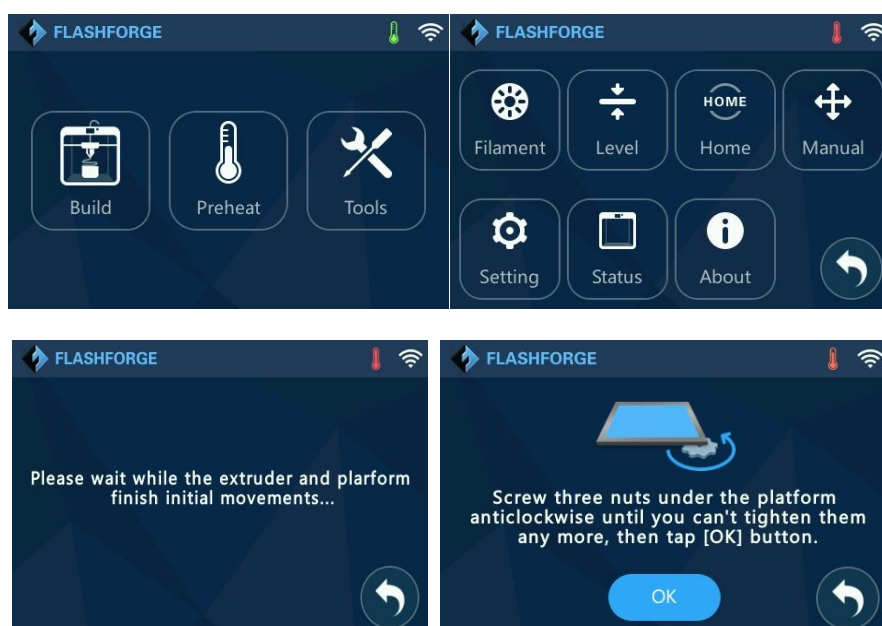 FLASHFORGE
Build
Preheat
Tools
FLASHFORGE
Filament
Level
HOME
Home
Manual
Setting
Status
About
FLASHFORGE
Please wait while the extruder and plarform
finish initial movements...
FLASHFORGE
Screw three nuts under the platform
anticlockwise until you can't tighten them
any more, then tap [OK] button.
OK